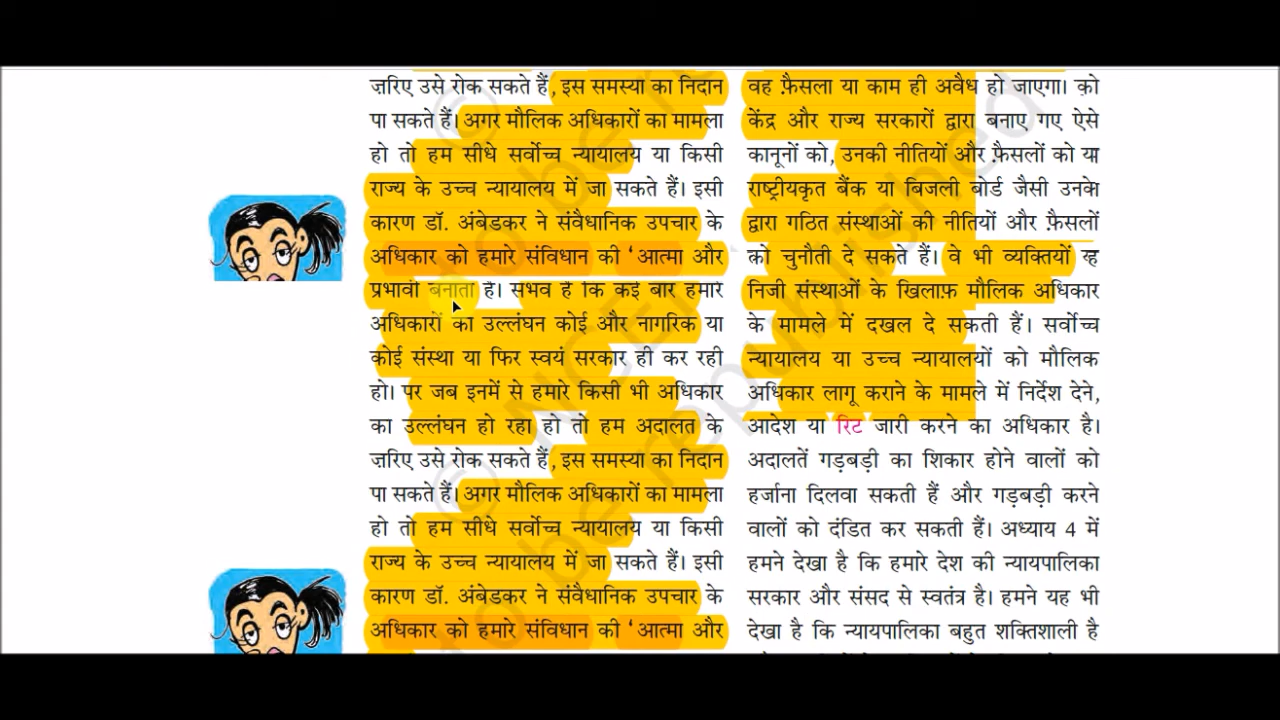 ज़रिए उसे रोक सकते हैं, इस समस्या का निदान
पा सकते हैं। अगर मौलिक अधिकारों का मामला
हो तो हम सीधे सर्वोच्च न्यायालय या किसी
राज्य के उच्च न्यायालय में जा सकते हैं। इसी
कारण डॉ. अंबेडकर ने संवैधानिक उपचार के
अधिकार को हमारे संविधान की ‘आत्मा और
प्रभावी बनाता है। संभव है कि कई बार हमारे
अधिकारों का उल्लंघन कोई और नागरिक या
कोई संस्था या फिर स्वयं सरकार ही कर रही
हो। पर जब इनमें से हमारे किसी भी अधिकार
का उल्लंघन हो रहा हो तो हम अदालत के
ज़रिए उसे रोक सकते हैं, इस समस्या का निदान
पा सकते हैं। अगर मौलिक अधिकारों का मामला
हो तो हम सीधे सर्वोच्च न्यायालय या किसी
राज्य के उच्च न्यायालय में जा सकते हैं। इसी
कारण डॉ. अंबेडकर ने संवैधानिक उपचार के
अधिकार को हमारे संविधान की ‘आत्मा और
वह फ़ैसला या काम ही अवैध हो जाएगा।
केंद्र और राज्य सरकारों द्वारा बनाए गए ऐसे
कानूनों को, उनकी नीतियों और फ़ैसलों को या
राष्ट्रीयकृत बैंक या बिजली बोर्ड जैसी उनके
द्वारा गठित संस्थाओं की नीतियों और फ़ैसलों
को चुनौती दे सकते हैं। वे भी व्यक्तियों
निजी संस्थाओं के खिलाफ़ मौलिक अधिकार
के मामले में दखल दे सकती हैं। सर्वोच्च
न्यायालय या उच्च न्यायालयों को मौलिक
अधिकार लागू कराने के मामले में निर्देश देने,
आदेश या रिट जारी करने का अधिकार है।
अदालतें गड़बड़ी का शिकार होने वालों को
हर्जाना दिलवा सकती हैं और गड़बड़ी करने
वालों को दंडित कर सकती हैं। अध्याय 4 में
हमने देखा है कि हमारे देश की न्यायपालिका
सरकार और संसद से स्वतंत्र है। हमने यह भी
देखा है कि न्यायपालिका बहुत शक्तिशाली है